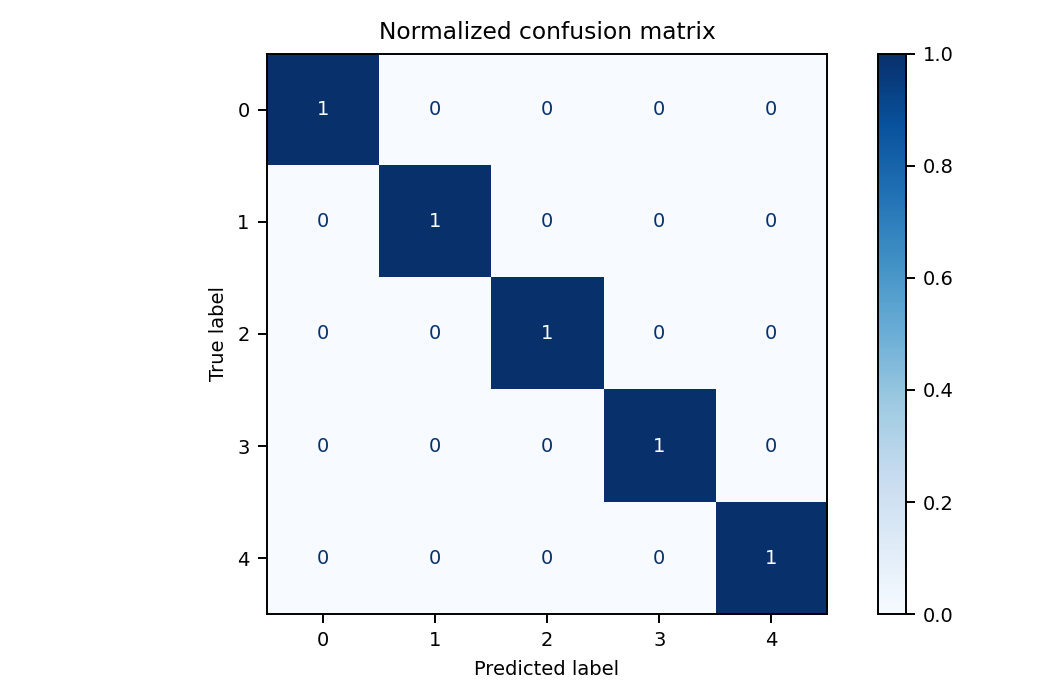 Normalized confusion matrix
0 1 0 0 0 0 1.0
1 0 1 0 0 0 0.8
2 0 0 1 0 0 0.6
3 0 0 0 1 0 0.4
4 0 0 0 0 1 0.2
0.0
0 1 2 3 4
True label
Predicted label